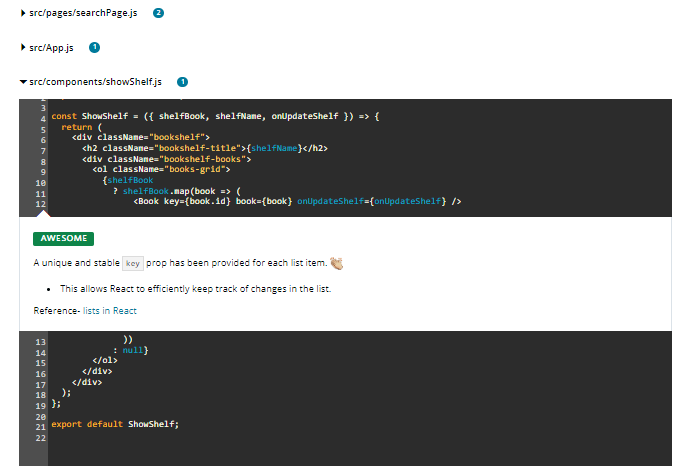 src/pages/searchPage.js 2
src/App.js 1
src/components/showShelf.js 1
3
4 const ShowShelf = ({ shelfBook, shelfName, onUpdateShelf }) => {
5 return (
6 <div className="bookshelf">
7 <h2 className="bookshelf-title">{shelfName}</h2>
8 <div className="bookshelf-books">
9 <ol className="books-grid">
10 {shelfBook
11 ? shelfBook.map(book => (
12 <Book key={book.id} book={book} onUpdateShelf={onUpdateShelf} />
AWESOME
A unique and stable key prop has been provided for each list item. 👏🏼
• This allows React to efficiently keep track of changes in the list.
Reference- lists in React
13 ))
14 : null}
15 </ol>
16 </div>
17 </div>
18 );
19 };
20
21 export default ShowShelf;
22